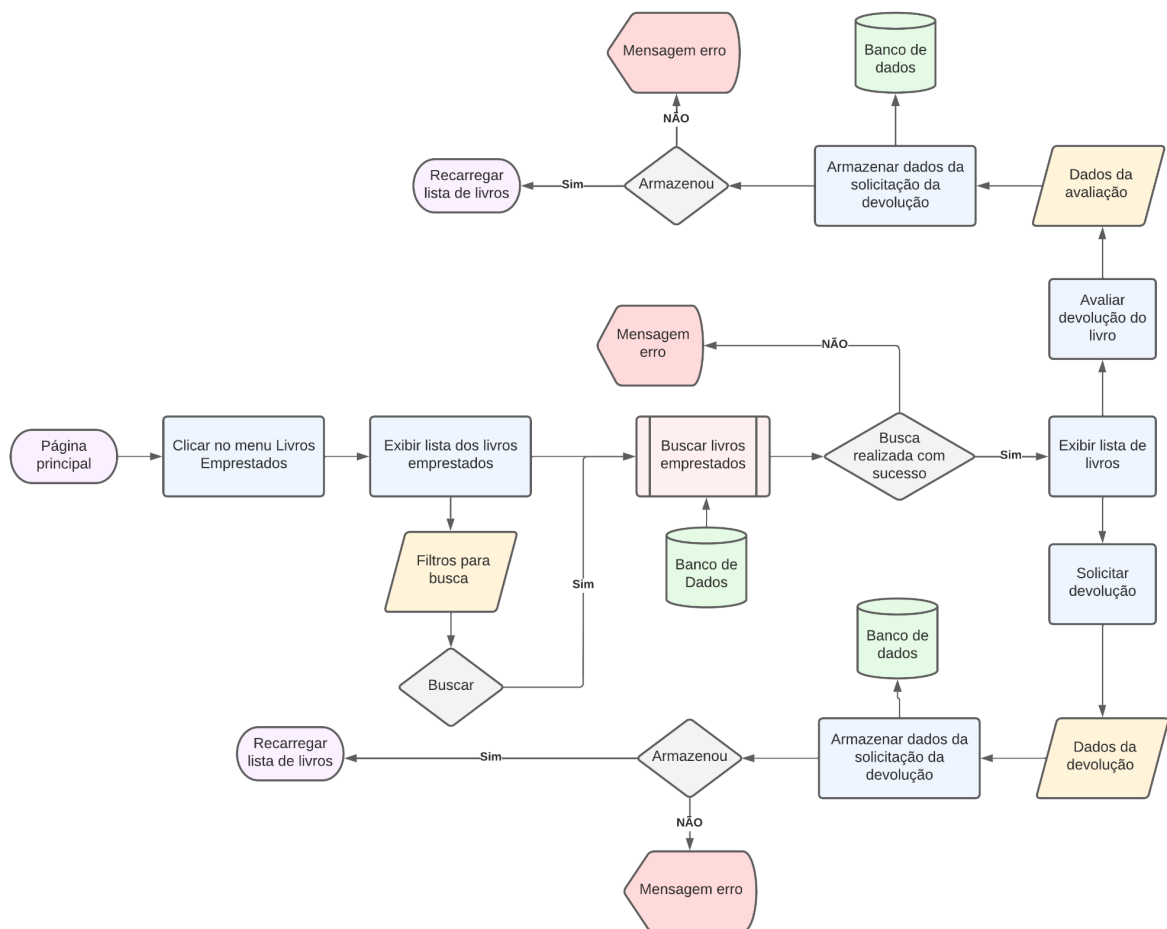 Mensagem erro
Banco de
dados
NÃO
Recarregar
lista de livros
Sim
Armazenou
Armazenar dados da
solicitação da
devolução
Dados da
avaliação
Avaliar
devolução do
livro
Mensagem
erro
NÃO
Página
principal
Clicar no menu Livros
Emprestados
Exibir lista dos livros
emprestados
Buscar livros
emprestados
Busca
realizada com
sucesso
Sim
Exibir lista de
livros
Filtros para
busca
Sim
Banco de
Dados
Solicitar
devolução
Buscar
Banco de
dados
Recarregar
lista de livros
Sim
Armazenou
Armazenar dados da
solicitação da
devolução
Dados da
devolução
NÃO
Mensagem erro